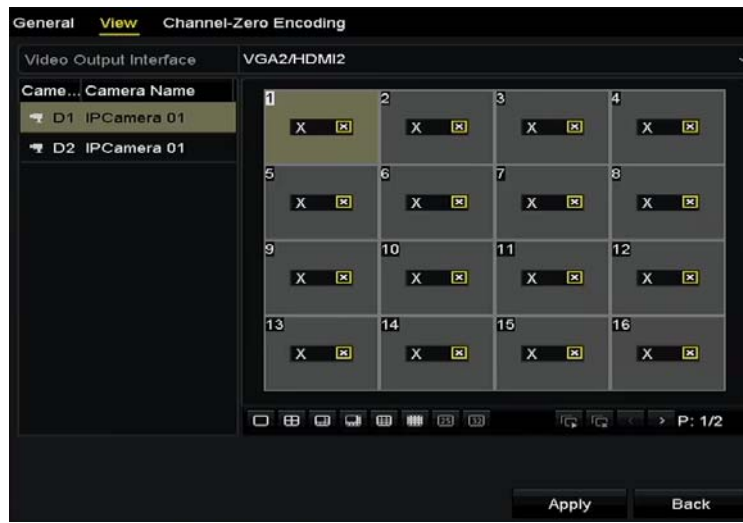 General View Channel-Zero Encoding
Video Output Interface VGA2/HDMI2
Came... Camera Name
D1 IPCamera 01
D2 IPCamera 01
1 2 3 4
X X X X
5 6 7 8
X X X X
9 10 11 12
X X X X
13 14 15 16
X X X X
25 32 P: 1/2
Apply Back